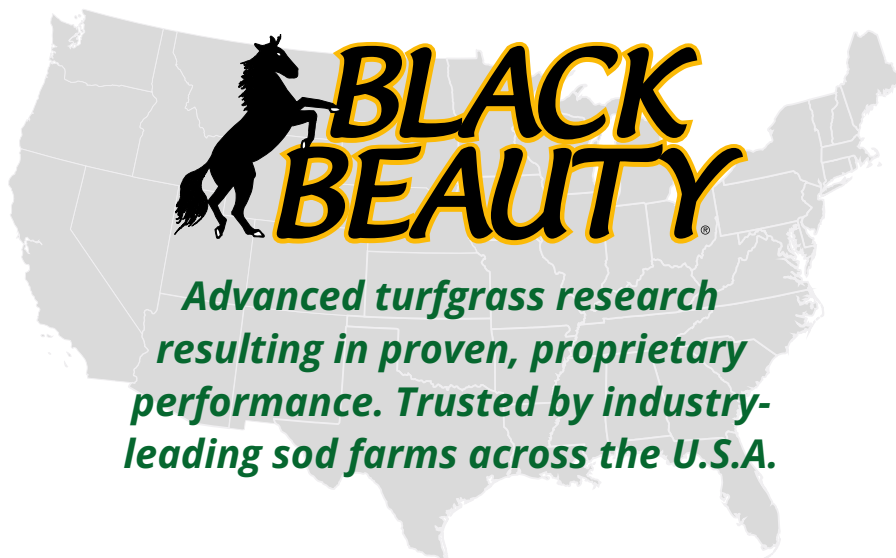 BLACK
BEAUTY®
Advanced turfgrass research
resulting in proven, proprietary
performance. Trusted by industry-
leading sod farms across the U.S.A.